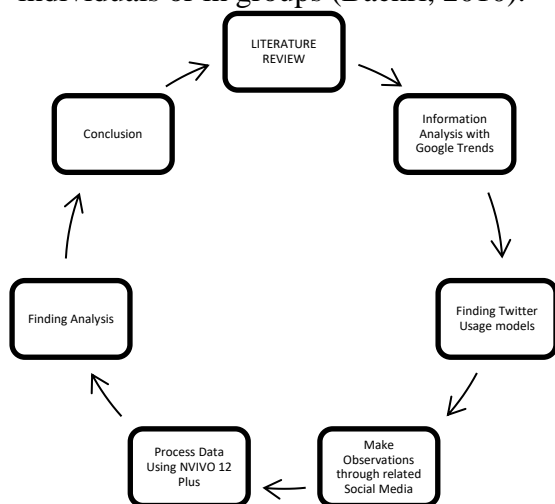 individuals or in groups (Bachri, 2010).
LITERATURE
REVIEW
Information
Analysis with
Google Trends
Finding Twitter
Usage models
Make
Observations
through related
Social Media
Process Data
Using NVIVO 12
Plus
Finding Analysis
Conclusion